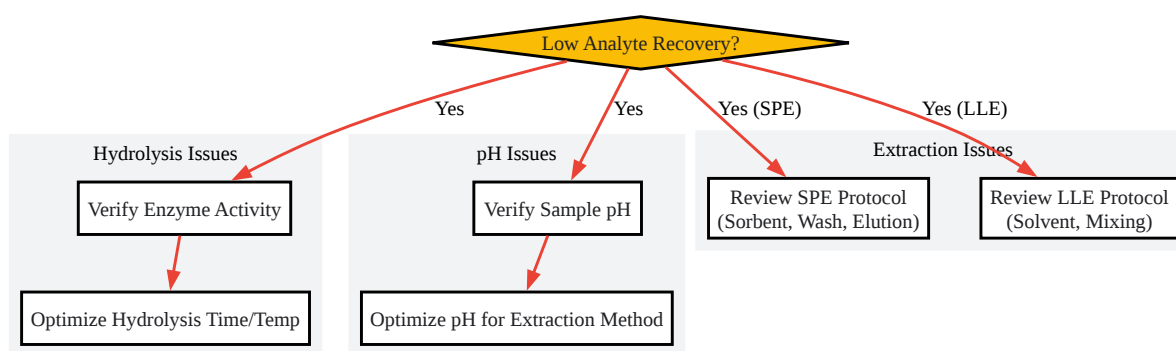 Low Analyte Recovery?
Yes
Yes
Yes (SPE)
Yes (LLE)
Hydrolysis Issues
pH Issues
Extraction Issues
Verify Enzyme Activity
Verify Sample pH
Review SPE Protocol
(Sorbent, Wash, Elution)
Review LLE Protocol
(Solvent, Mixing)
Optimize Hydrolysis Time/Temp
Optimize pH for Extraction Method